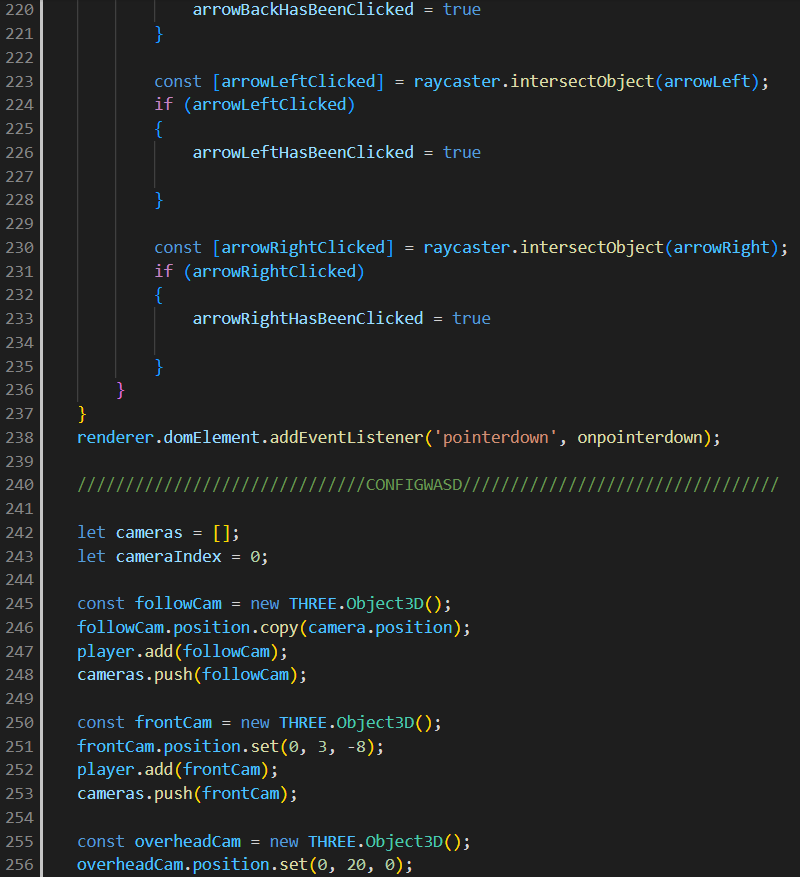 220 arrowBackHasBeenClicked = true
221 }
222
223 const [arrowLeftClicked] = raycaster.intersectObject(arrowLeft);
224 if (arrowLeftClicked)
225 {
226 arrowLeftHasBeenClicked = true
227
228 }
229
230 const [arrowRightClicked] = raycaster.intersectObject(arrowRight);
231 if (arrowRightClicked)
232 {
233 arrowRightHasBeenClicked = true
234
235 }
236 }
237 }
238 renderer.domElement.addEventListener('pointerdown', onpointerdown);
239
240 //////////////////////////////CONFIGWASD/////////////////////////////////
241
242 let cameras = [];
243 let cameraIndex = 0;
244
245 const followCam = new THREE.Object3D();
246 followCam.position.copy(camera.position);
247 player.add(followCam);
248 cameras.push(followCam);
249
250 const frontCam = new THREE.Object3D();
251 frontCam.position.set(0, 3, -8);
252 player.add(frontCam);
253 cameras.push(frontCam);
254
255 const overheadCam = new THREE.Object3D();
256 overheadCam.position.set(0, 20, 0);